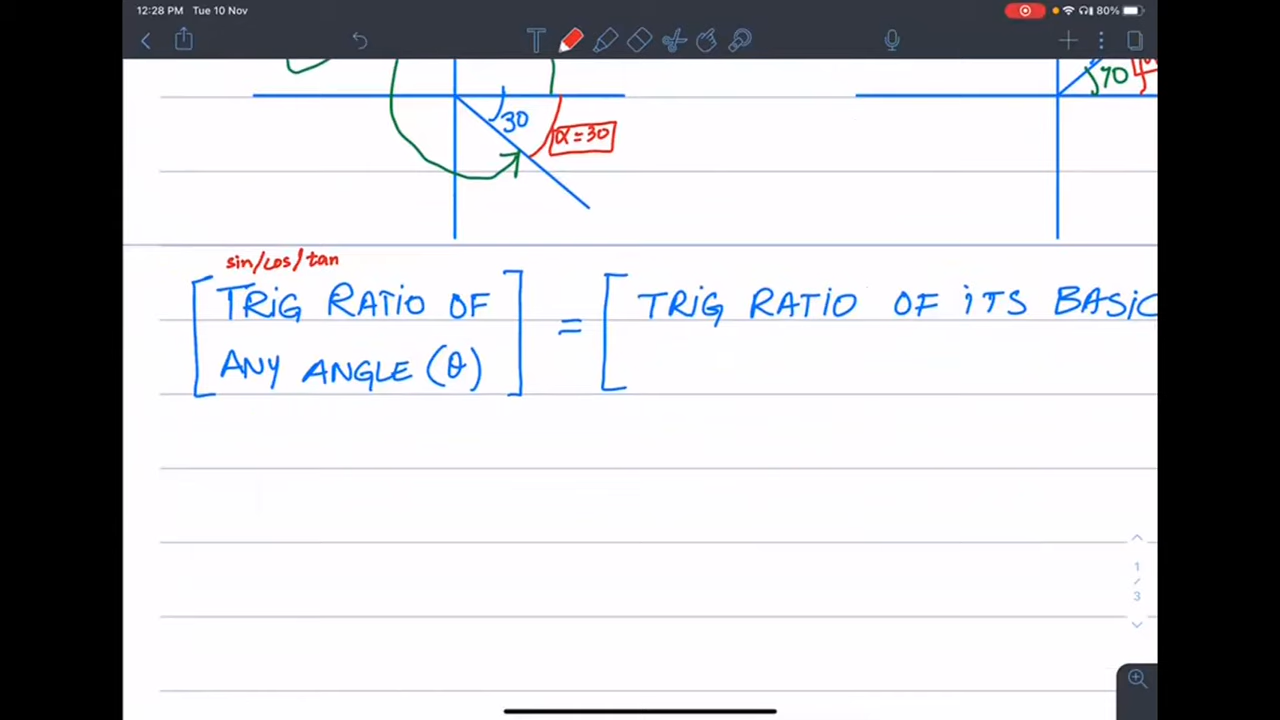 12:28 PM Tue 10 Nov
80%
30
α=30
70
sin/cos/tan
[TRIG RATIO OF
ANY ANGLE (θ)]
=
[TRIG RATIO OF ITS BASIC
1
/
3